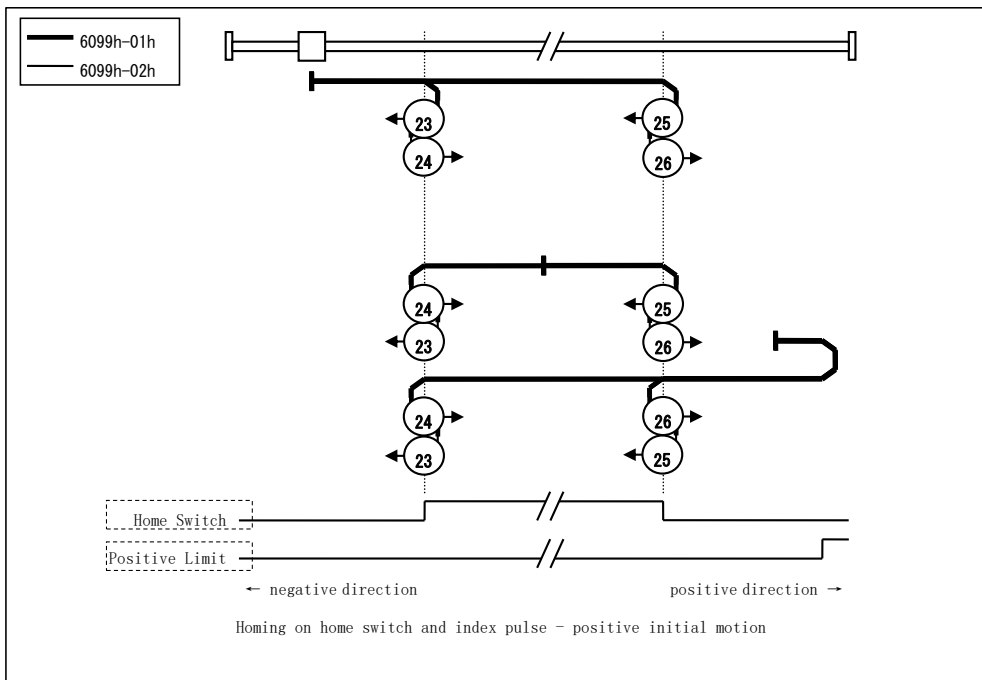 6099h-01h
6099h-02h
23 25
24 26
24 25
23 26
24 26
23 25
Home Switch
Positive Limit
← negative direction positive direction →
Homing on home switch and index pulse - positive initial motion